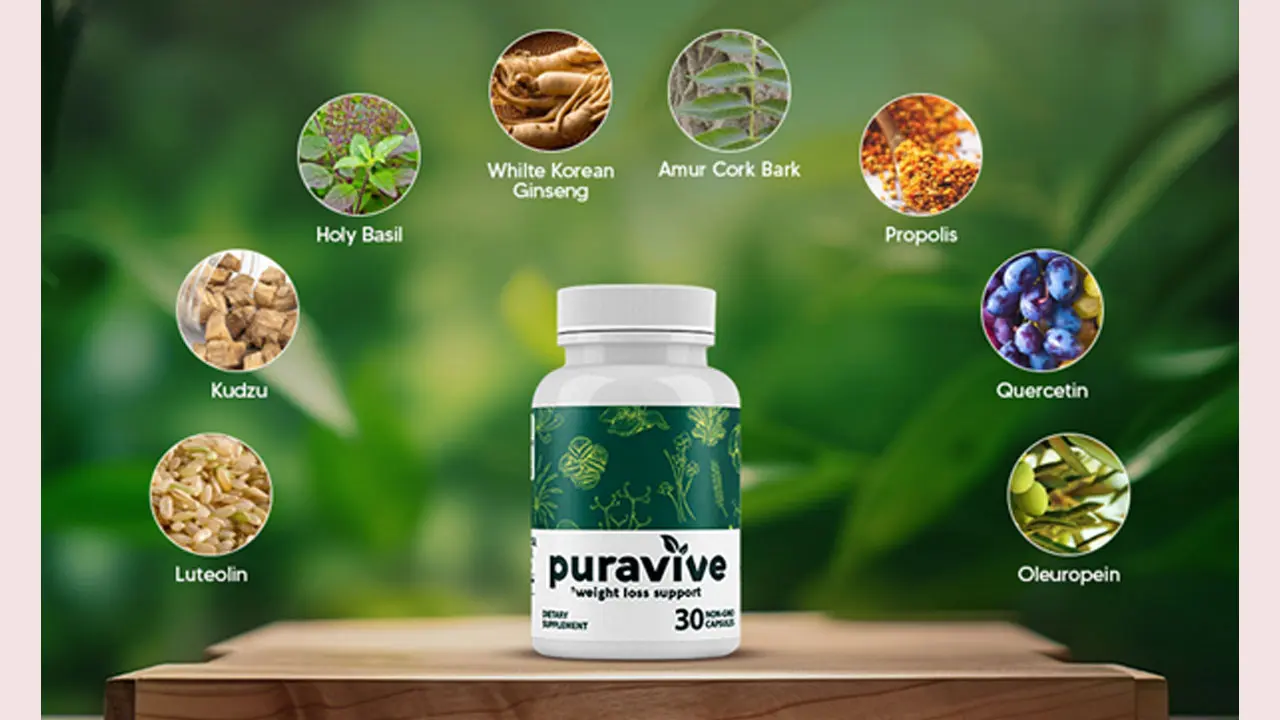 Whilte Korean
Ginseng
Amur Cork Bark
Holy Basil
Propolis
Kudzu
Quercetin
Luteolin
Oleuropein
puravive
weight loss support
DIETARY
SUPPLEMENT
30 NON-GMO
CAPSULES